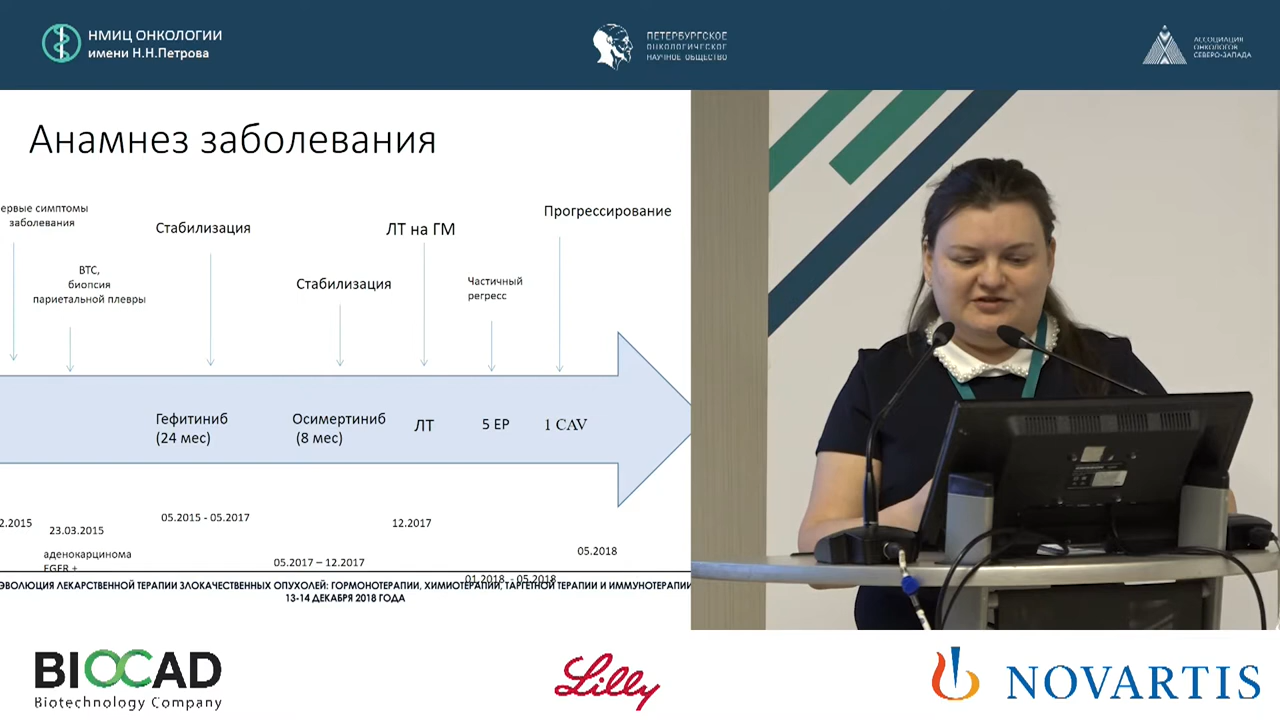 НМИЦ ОНКОЛОГИИ
имени Н.Н.Петрова
ПЕТЕРБУРГСКОЕ
ОНКОЛОГИЧЕСКОЕ
НАУЧНОЕ ОБЩЕСТВО
АССОЦИАЦИЯ
ОНКОЛОГОВ
СЕВЕРО-ЗАПАДА
Анамнез заболевания
ервые симптомы
заболевания
ВТС,
биопсия
париетальной плевры
Стабилизация
Стабилизация
ЛТ на ГМ
Частичный
регресс
Прогрессирование
Гефитиниб
(24 мес)
Осимертиниб
(8 мес)
ЛТ
5 EP
1 CAV
2.2015
23.03.2015
аденокарцинома
EGFR +
05.2015 - 05.2017
05.2017 – 12.2017
12.2017
01.2018 - 05.2018
05.2018
ЭВОЛЮЦИЯ ЛЕКАРСТВЕННОЙ ТЕРАПИИ ЗЛОКАЧЕСТВЕННЫХ ОПУХОЛЕЙ: ГОРМОНОТЕРАПИИ, ХИМИОТЕРАПИИ, ТАРГЕТНОЙ ТЕРАПИИ И ИММУНОТЕРАПИИ
13-14 ДЕКАБРЯ 2018 ГОДА
BIOCAD
Biotechnology Company
Lilly
NOVARTIS